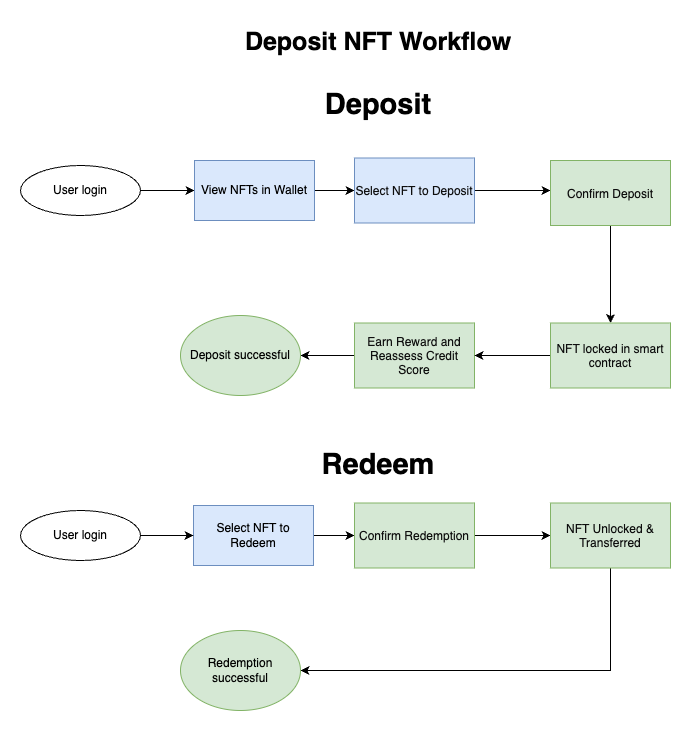 Deposit NFT Workflow
Deposit
User login
View NFTs in Wallet
Select NFT to Deposit
Confirm Deposit
Deposit successful
Earn Reward and
Reassess Credit
Score
NFT locked in smart
contract
Redeem
User login
Select NFT to
Redeem
Confirm Redemption
NFT Unlocked &
Transferred
Redemption
successful